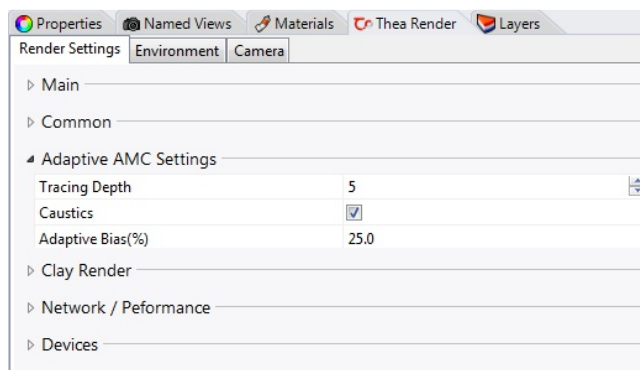 Properties Named Views Materials Thea Render Layers
Render Settings Environment Camera
Main
Common
Adaptive AMC Settings
Tracing Depth 5
Caustics
Adaptive Bias(%) 25.0
Clay Render
Network / Peformance
Devices